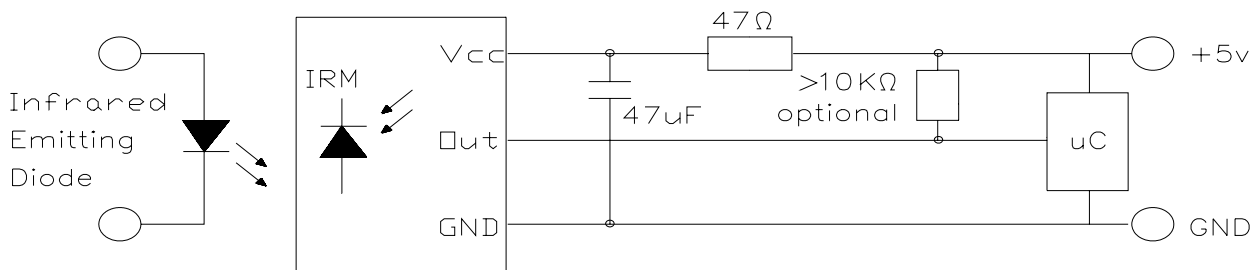 Infrared
Emitting
Diode
IRM
Vcc
Out
GND
47uF
47Ω
>10KΩ
optional
uC
+5v
GND